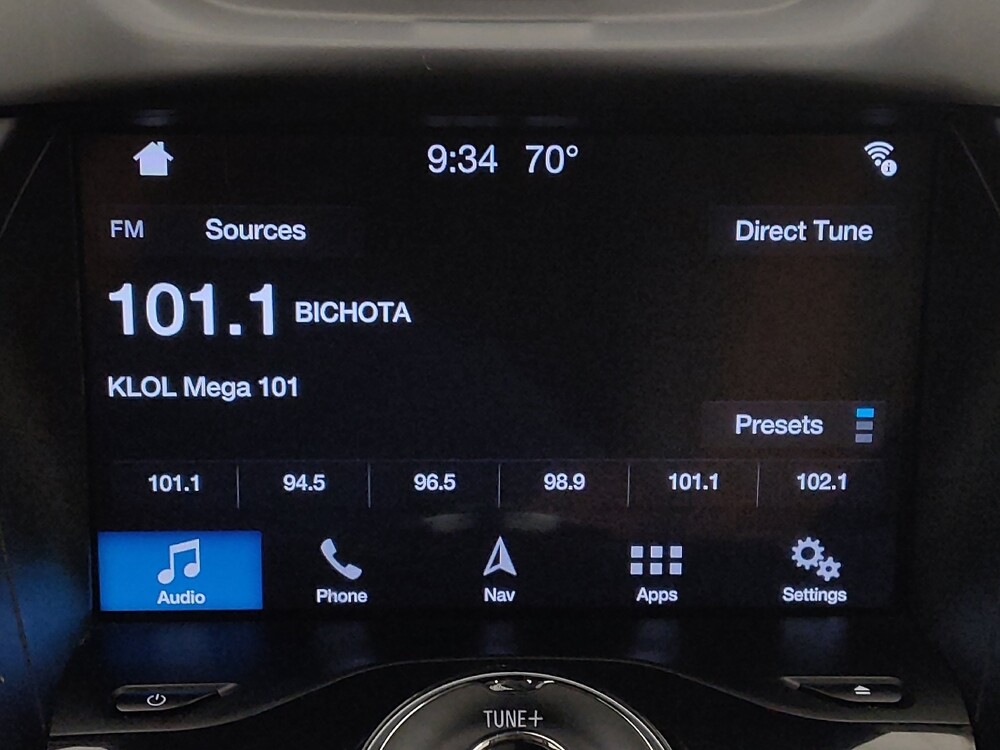 9:34 70°
FM Sources Direct Tune
101.1 BICHOTA
KLOL Mega 101
Presets
101.1 94.5 96.5 98.9 101.1 102.1
Audio Phone Nav Apps Settings
TUNE+